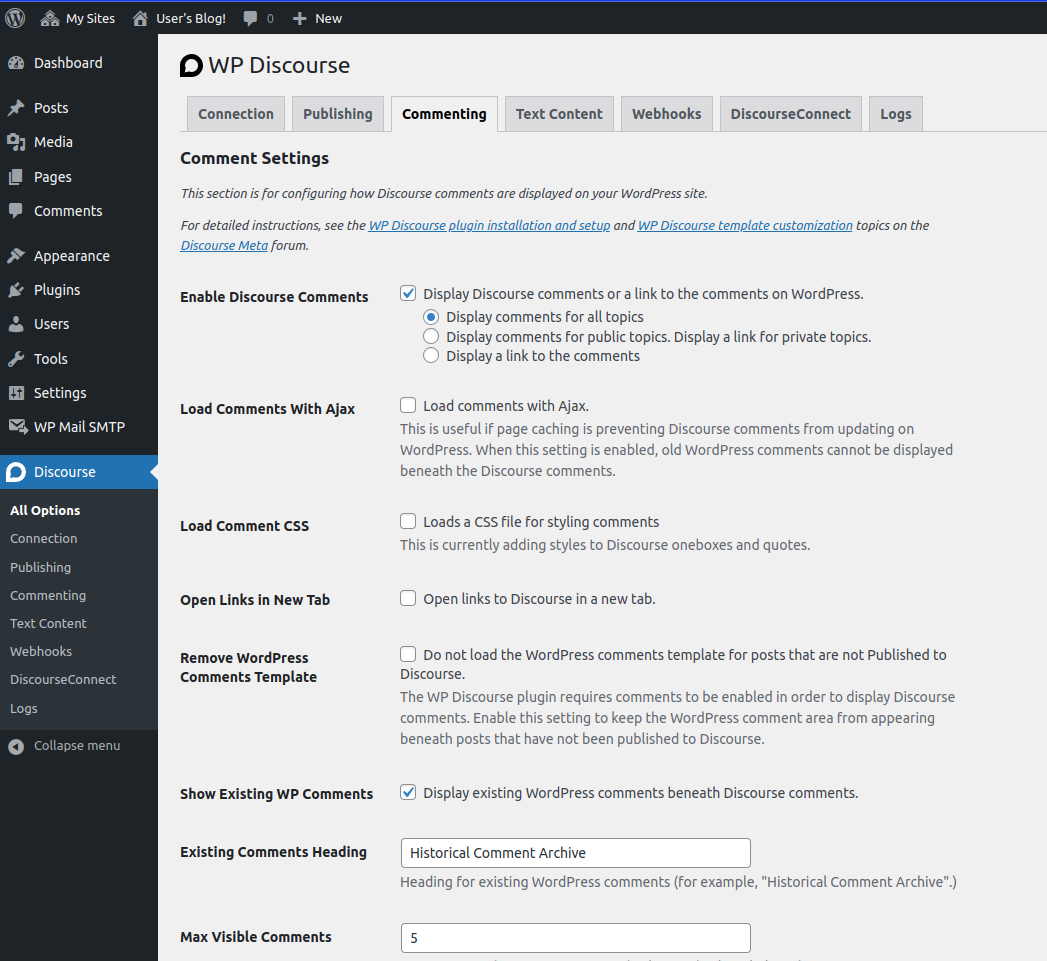 My Sites User's Blog! 0 New
Dashboard
Posts
Media
Pages
Comments
Appearance
Plugins
Users
Tools
Settings
WP Mail SMTP
Discourse
All Options
Connection
Publishing
Commenting
Text Content
Webhooks
DiscourseConnect
Logs
Collapse menu
WP Discourse
Connection Publishing Commenting Text Content Webhooks DiscourseConnect Logs
Comment Settings
This section is for configuring how Discourse comments are displayed on your WordPress site.
For detailed instructions, see the WP Discourse plugin installation and setup and WP Discourse template customization topics on the
Discourse Meta forum.
Enable Discourse Comments Display Discourse comments or a link to the comments on WordPress.
Display comments for all topics
Display comments for public topics. Display a link for private topics.
Display a link to the comments
Load Comments With Ajax Load comments with Ajax.
This is useful if page caching is preventing Discourse comments from updating on
WordPress. When this setting is enabled, old WordPress comments cannot be displayed
beneath the Discourse comments.
Load Comment CSS Loads a CSS file for styling comments
This is currently adding styles to Discourse oneboxes and quotes.
Open Links in New Tab Open links to Discourse in a new tab.
Remove WordPress
Comments Template
Do not load the WordPress comments template for posts that are not Published to
Discourse.
The WP Discourse plugin requires comments to be enabled in order to display Discourse
comments. Enable this setting to keep the WordPress comment area from appearing
beneath posts that have not been published to Discourse.
Show Existing WP Comments Display existing WordPress comments beneath Discourse comments.
Existing Comments Heading Historical Comment Archive
Heading for existing WordPress comments (for example, "Historical Comment Archive".)
Max Visible Comments 5